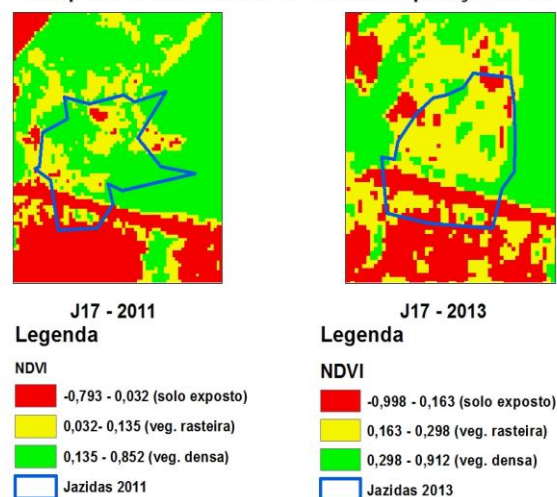 J17 - 2011
Legenda
NDVI
-0,793 - 0,032 (solo exposto)
0,032- 0,135 (veg. rasteira)
0,135 - 0,852 (veg. densa)
Jazidas 2011
J17 - 2013
Legenda
NDVI
-0,998 - 0,163 (solo exposto)
0,163 - 0,298 (veg. rasteira)
0,298 - 0,912 (veg. densa)
Jazidas 2013